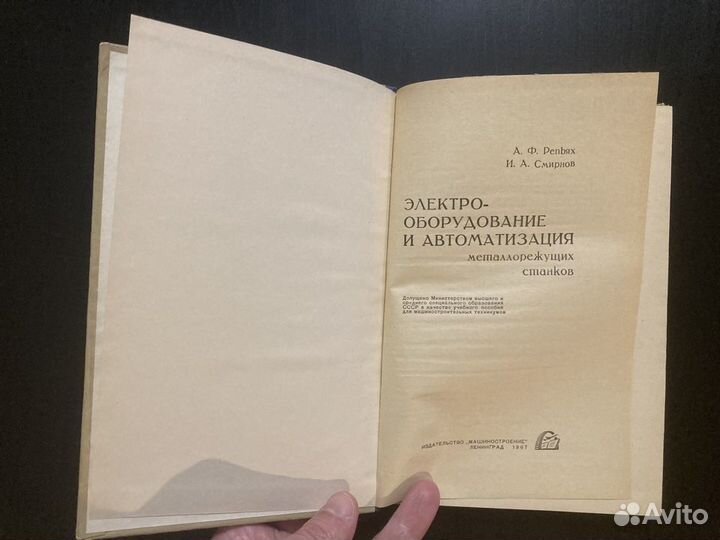 А. Ф. Репьях
И. А. Смирнов
ЭЛЕКТРО-
ОБОРУДОВАНИЕ
И АВТОМАТИЗАЦИЯ
металлорежущих
станков
Допущено Министерством высшего и
среднего специального образования
СССР в качестве учебного пособия
для машиностроительных техникумов
ИЗДАТЕЛЬСТВО „МАШИНОСТРОЕНИЕ"
ЛЕНИНГРАД 1967
Avito